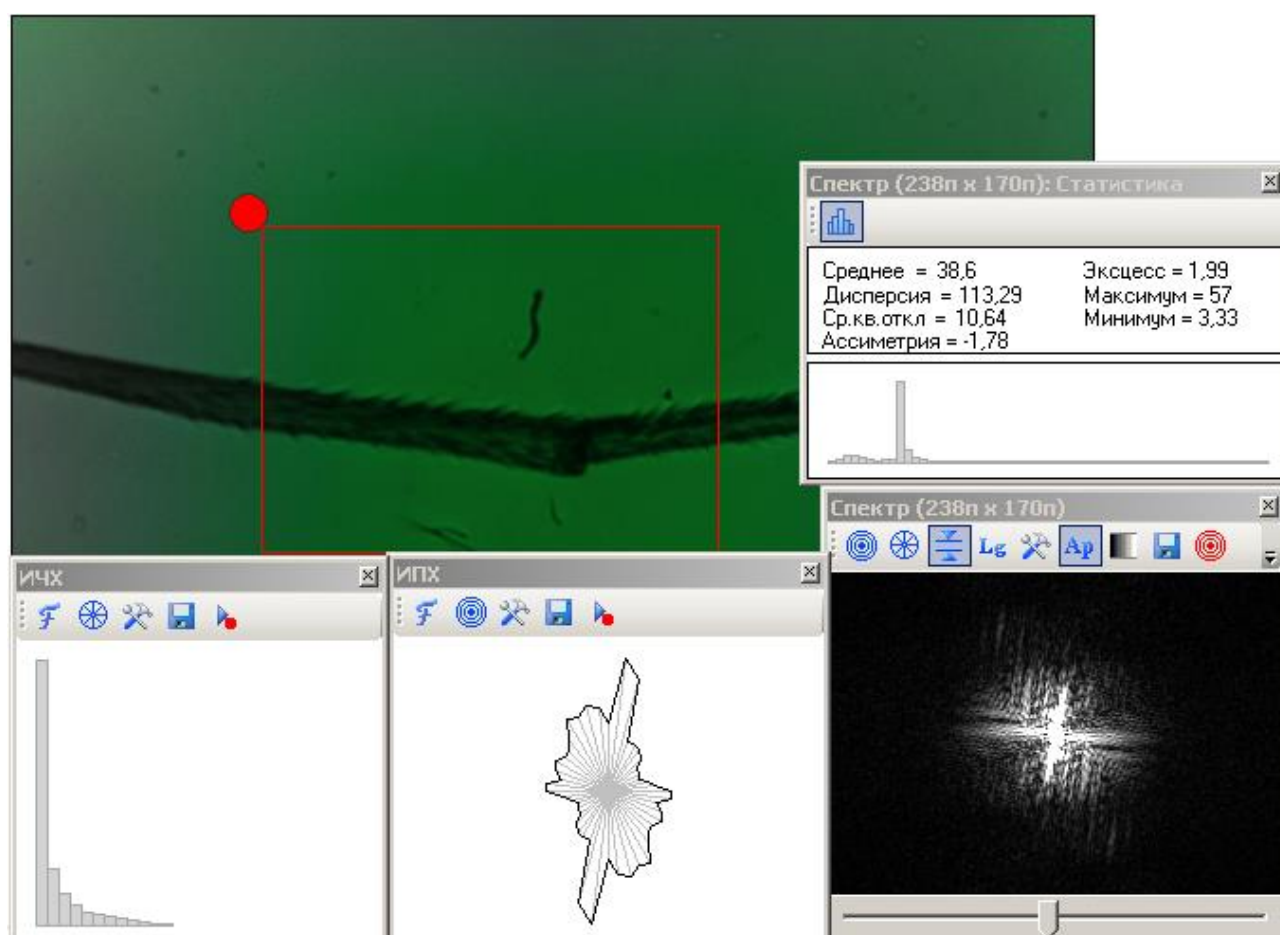 Спектр (238п x 170п): Статистика
Среднее = 38,6
Эксцесс = 1,99
Дисперсия = 113,29
Максимум = 57
Ср.кв.откл = 10,64
Минимум = 3,33
Ассиметрия = -1,78
Спектр (238п x 170п)
Lg
Ap
ИЧХ
ИПХ
F
F